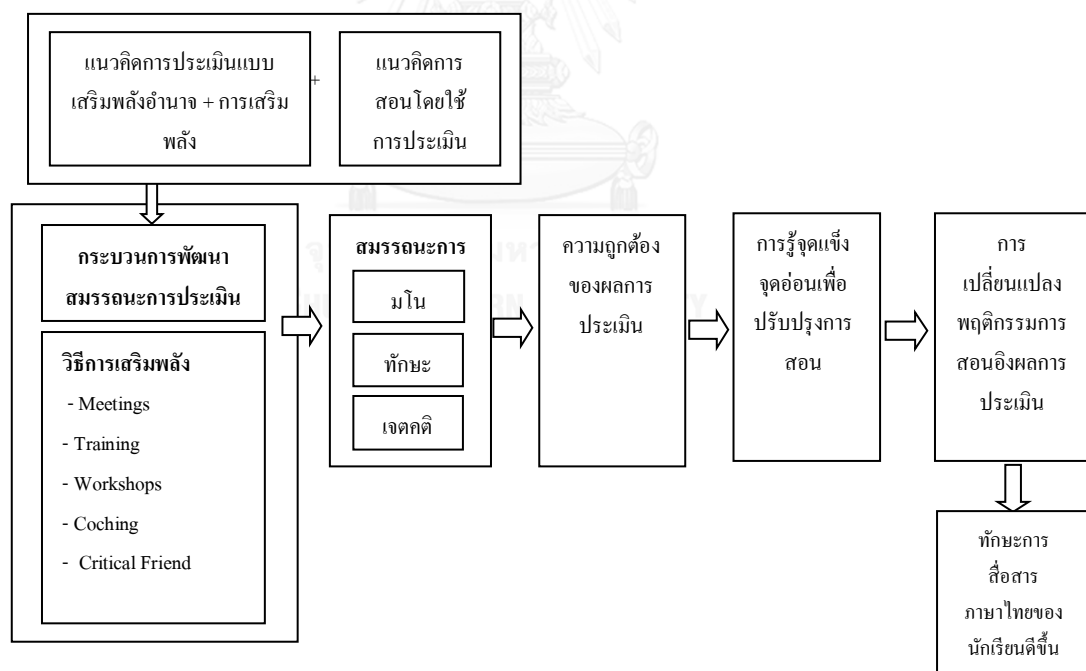 แนวคิดการประเมินแบบ
เสริมพลังอำนาจ + การเสริม
พลัง
+
แนวคิดการ
สอนโดยใช้
การประเมิน
กระบวนการพัฒนา
สมรรถนะการประเมิน
วิธีการเสริมพลัง
- Meetings
- Training
- Workshops
- Coching
- Critical Friend
สมรรถนะการ
มโน
ทักษะ
เจตคติ
ความถูกต้อง
ของผลการ
ประเมิน
การรู้จุดแข็ง
จุดอ่อนเพื่อ
ปรับปรุงการ
สอน
การ
เปลี่ยนแปลง
พฤติกรรมการ
สอนอิงผลการ
ประเมิน
ทักษะการ
สื่อสาร
ภาษาไทยของ
นักเรียนดีขึ้น